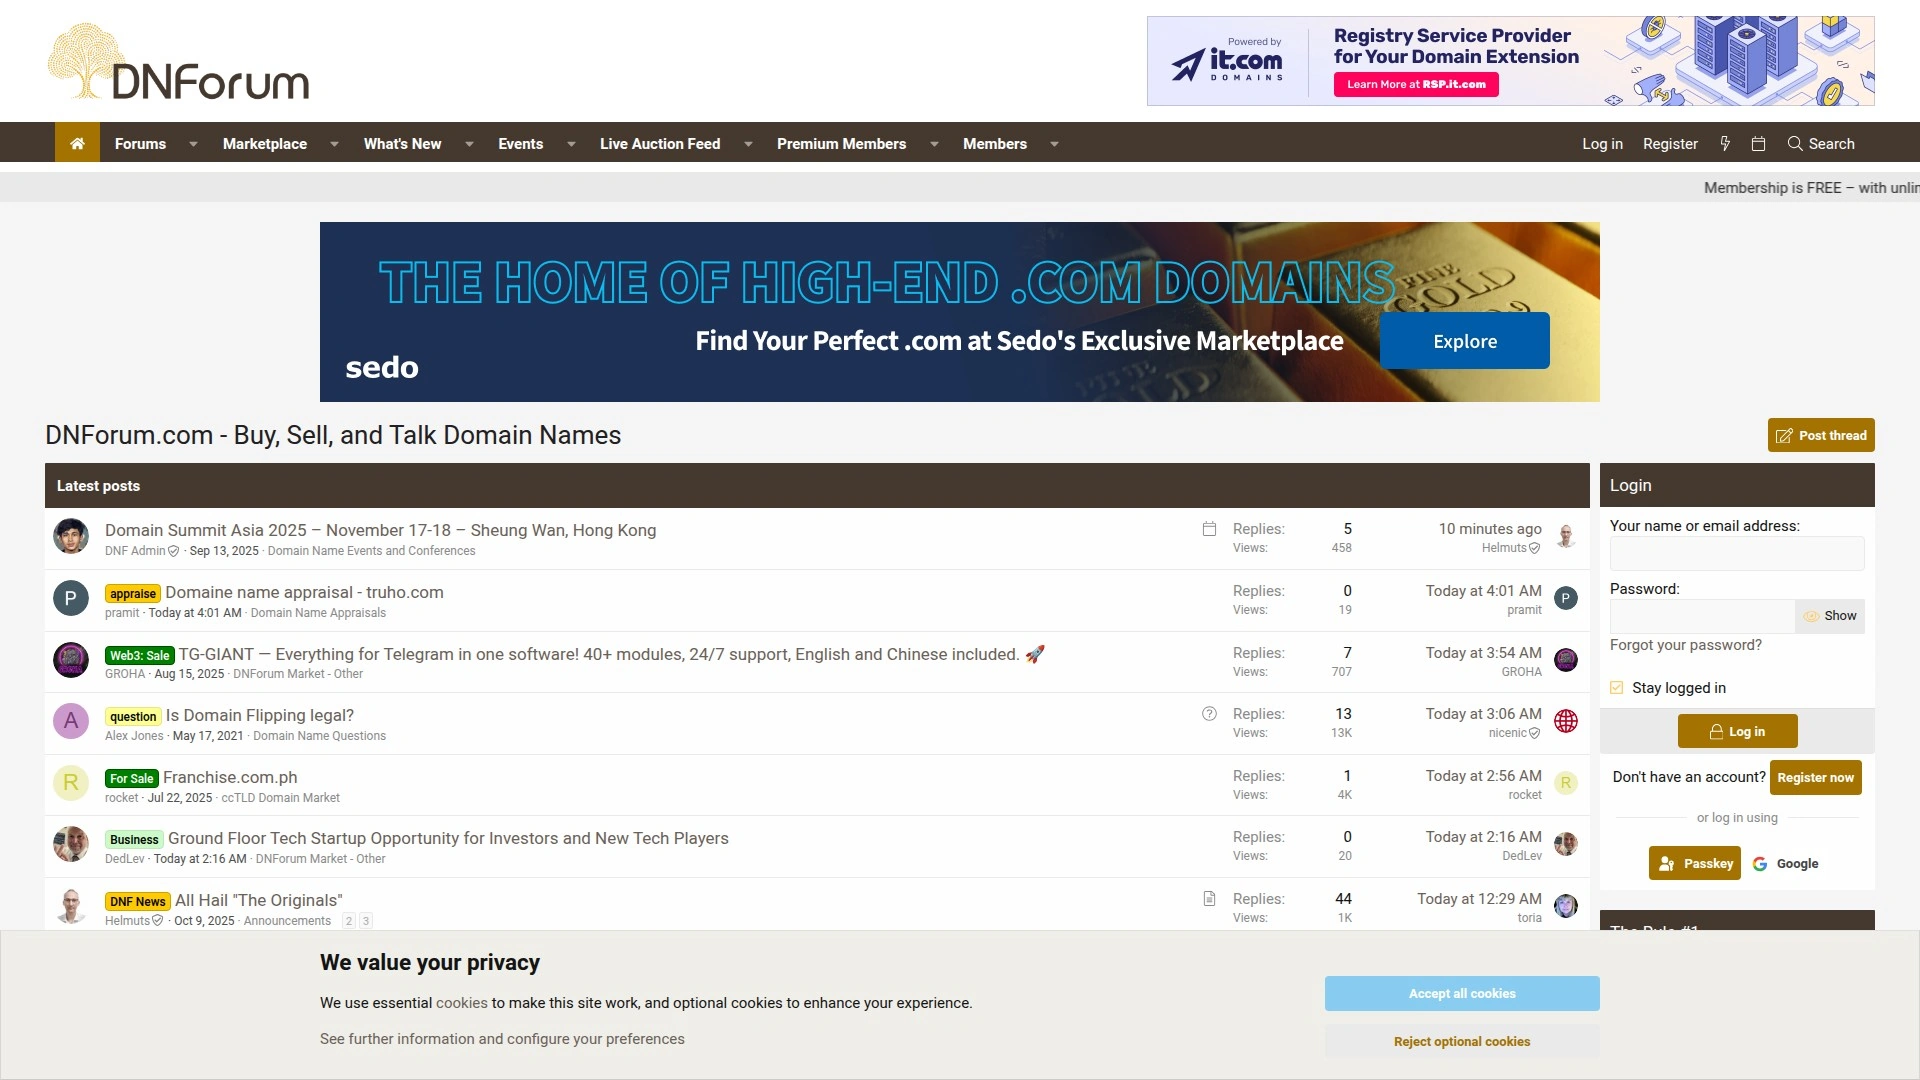 DNForum
Powered by
it.com
DOMAINS
Registry Service Provider
for Your Domain Extension
Learn More at RSP.it.com
Forums
Marketplace
What's New
Events
Live Auction Feed
Premium Members
Members
Log in
Register
Search
Membership is FREE – with unlin
THE HOME OF HIGH-END .COM DOMAINS
Find Your Perfect .com at Sedo's Exclusive Marketplace
Explore
sedo
FINE
GOLD
DNForum.com - Buy, Sell, and Talk Domain Names
Post thread
Latest posts
Domain Summit Asia 2025 – November 17-18 – Sheung Wan, Hong Kong
DNF Admin · Sep 13, 2025 · Domain Name Events and Conferences
Replies: 5
Views: 458
10 minutes ago
Helmuts
P
appraise Domaine name appraisal - truho.com
pramit · Today at 4:01 AM · Domain Name Appraisals
Replies: 0
Views: 19
Today at 4:01 AM
pramit
P
Web3: Sale TG-GIANT — Everything for Telegram in one software! 40+ modules, 24/7 support, English and Chinese included. 🚀
GROHA · Aug 15, 2025 · DNForum Market - Other
Replies: 7
Views: 707
Today at 3:54 AM
GROHA
A
question Is Domain Flipping legal?
Alex Jones · May 17, 2021 · Domain Name Questions
Replies: 13
Views: 13K
Today at 3:06 AM
nicenic
R
For Sale Franchise.com.ph
rocket · Jul 22, 2025 · ccTLD Domain Market
Replies: 1
Views: 4K
Today at 2:56 AM
rocket
R
Business Ground Floor Tech Startup Opportunity for Investors and New Tech Players
DedLev · Today at 2:16 AM · DNForum Market - Other
Replies: 0
Views: 20
Today at 2:16 AM
DedLev
DNF News All Hail "The Originals"
Helmuts · Oct 9, 2025 · Announcements 2 3
Replies: 44
Views: 1K
Today at 12:29 AM
toria
Login
Your name or email address:
Password:
Show
Forgot your password?
Stay logged in
Log in
Don't have an account? Register now
or log in using
Passkey
Google
The Rule #1
We value your privacy
We use essential cookies to make this site work, and optional cookies to enhance your experience.
See further information and configure your preferences
Accept all cookies
Reject optional cookies